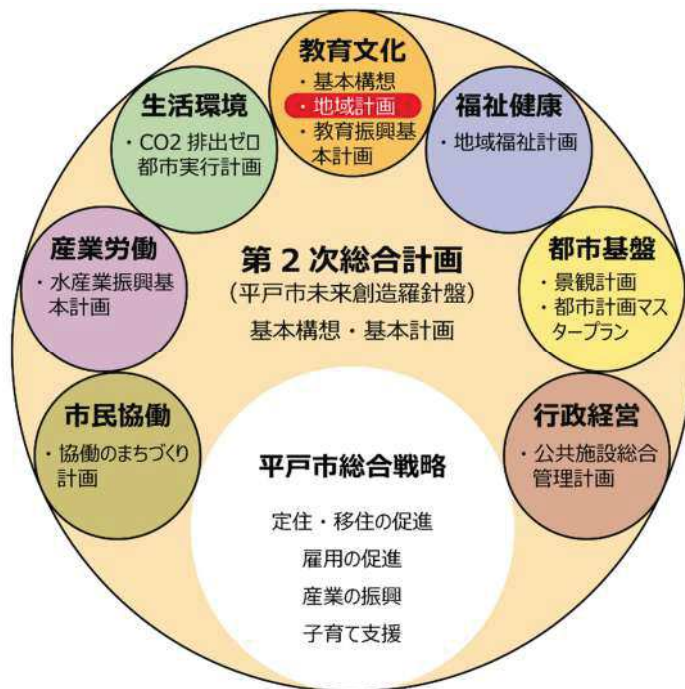 教育文化
・基本構想
・地域計画
・教育振興基
本計画
生活環境
・CO2 排出ゼロ
都市実行計画
福祉健康
・地域福祉計画
産業労働
・水産業振興基
本計画
第 2 次総合計画
（平戸市未来創造羅針盤）
基本構想・基本計画
都市基盤
・景観計画
・都市計画マス
タープラン
市民協働
・協働のまちづくり
計画
行政経営
・公共施設総合
管理計画
平戸市総合戦略
定住・移住の促進
雇用の促進
産業の振興
子育て支援